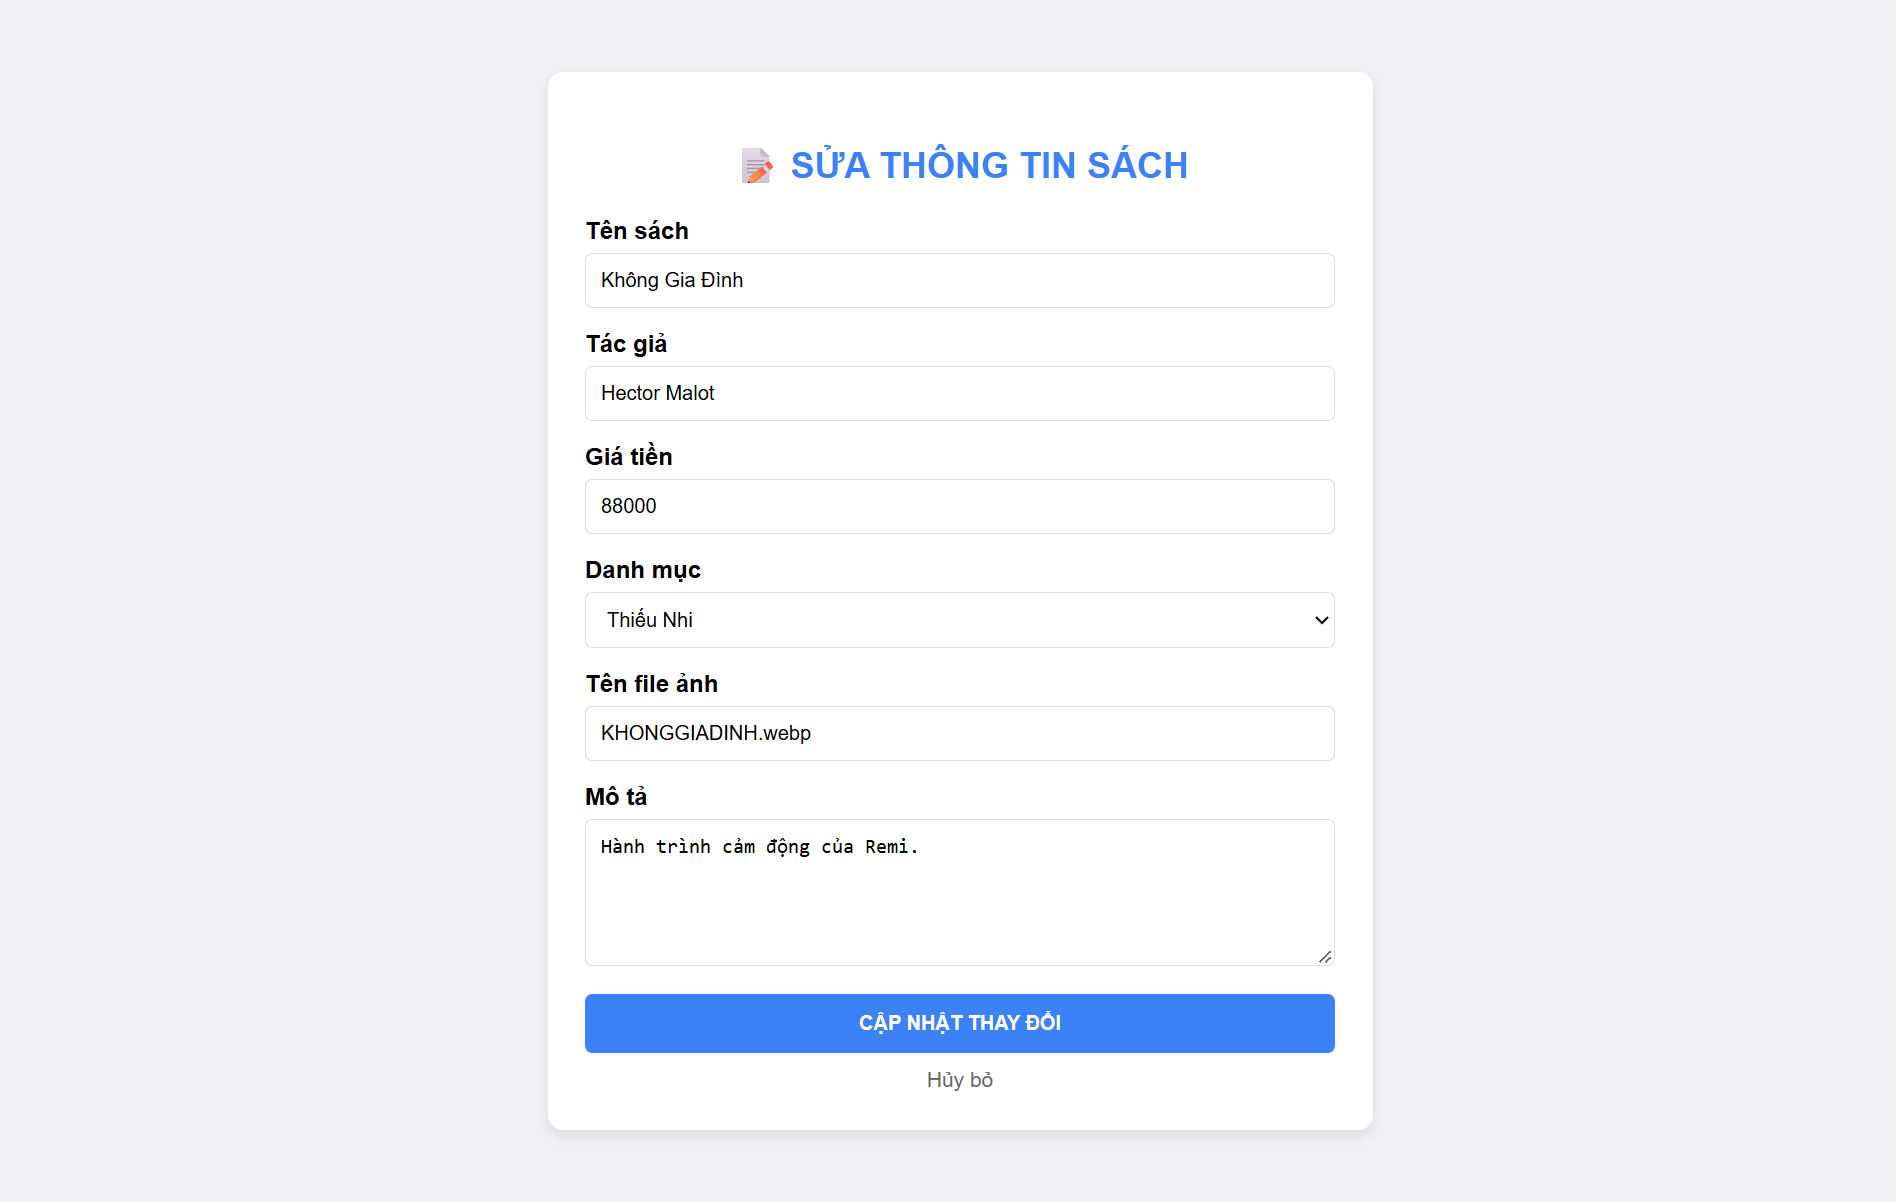 SỬA THÔNG TIN SÁCH
Tên sách
Không Gia Đình
Tác giả
Hector Malot
Giá tiền
88000
Danh mục
Thiếu Nhi
Tên file ảnh
KHONGGIADINH.webp
Mô tả
Hành trình cảm động của Remi.
CẬP NHẬT THAY ĐỔI
Hủy bỏ